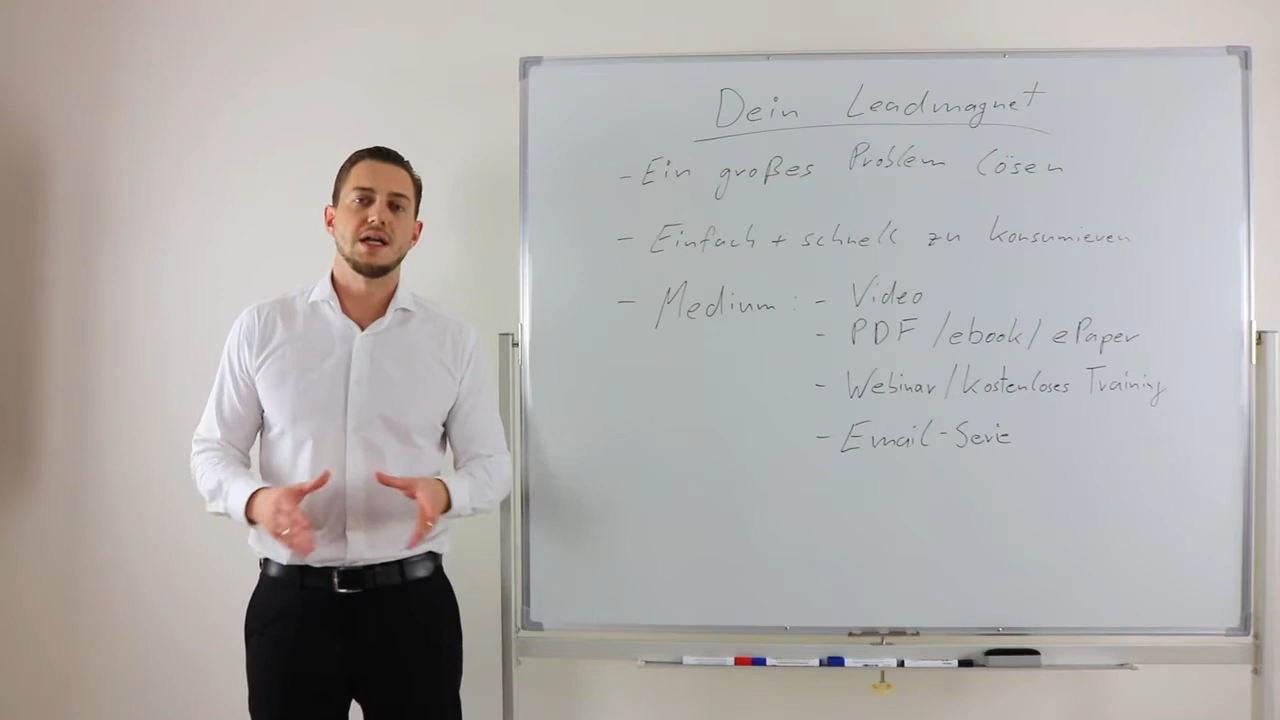 Dein Leadmagnet
- Ein großes Problem lösen
- Einfach + schnell zu konsumieren
- Medium: - Video
- PDF /ebook/ ePaper
- Webinar/kostenloses Training
- Email-Serie